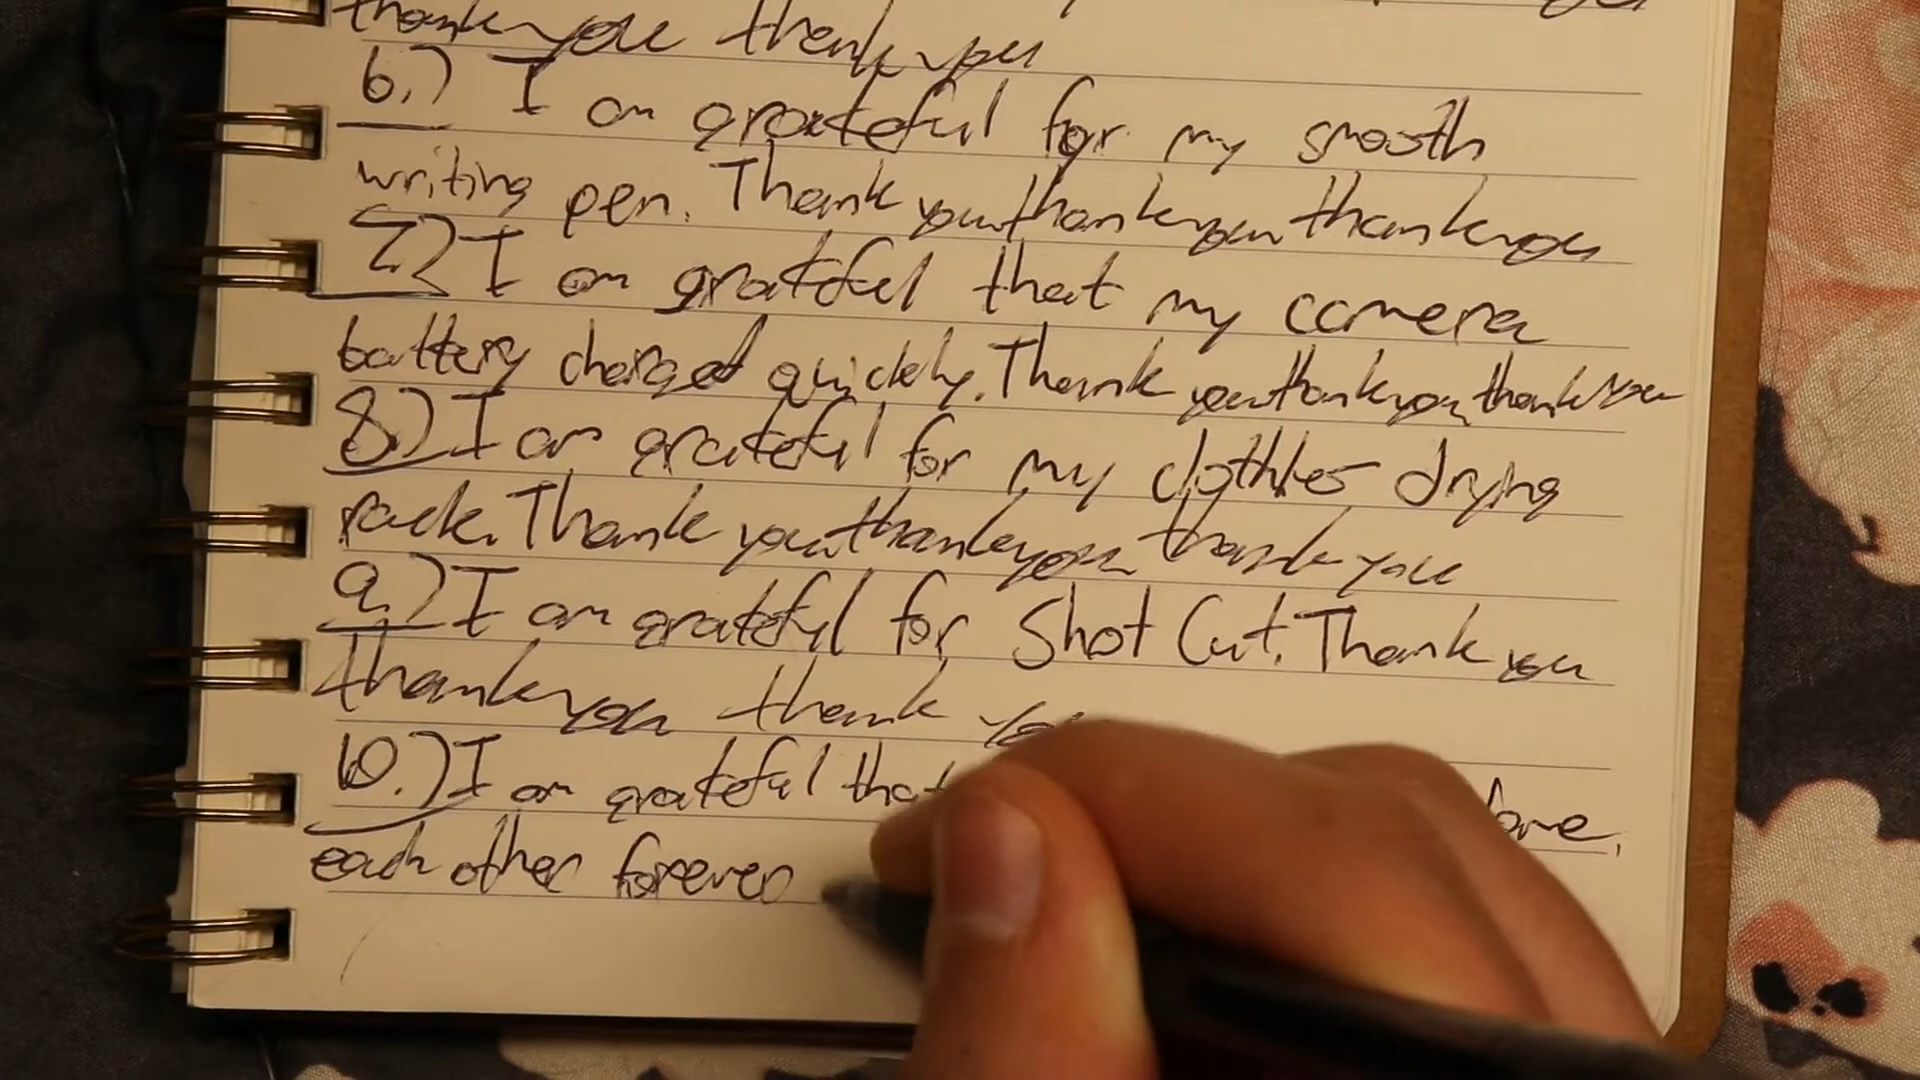 thank you thank you
6.) I am grateful for my smooth
writing pen. Thank you thank you thank you
7.) I am grateful that my camera
battery charged quickly. Thank you thank you thank you
8.) I am grateful for my clothles drying
rack. Thank you thank you thank you
9.) I am grateful for Shot Cut. Thank you
thank you thank
10.) I am grateful that love
each other forever